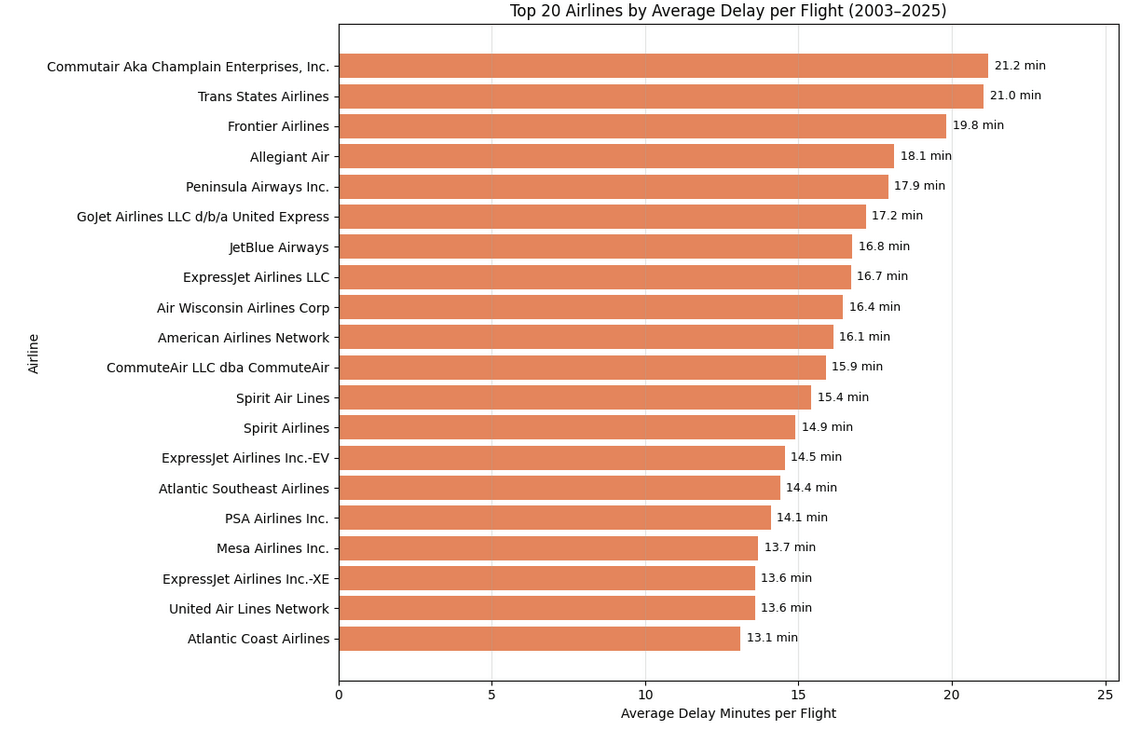 Top 20 Airlines by Average Delay per Flight (2003–2025)
Commutair Aka Champlain Enterprises, Inc. 21.2 min
Trans States Airlines 21.0 min
Frontier Airlines 19.8 min
Allegiant Air 18.1 min
Peninsula Airways Inc. 17.9 min
GoJet Airlines LLC d/b/a United Express 17.2 min
JetBlue Airways 16.8 min
ExpressJet Airlines LLC 16.7 min
Air Wisconsin Airlines Corp 16.4 min
American Airlines Network 16.1 min
CommuteAir LLC dba CommuteAir 15.9 min
Spirit Air Lines 15.4 min
Spirit Airlines 14.9 min
ExpressJet Airlines Inc.-EV 14.5 min
Atlantic Southeast Airlines 14.4 min
PSA Airlines Inc. 14.1 min
Mesa Airlines Inc. 13.7 min
ExpressJet Airlines Inc.-XE 13.6 min
United Air Lines Network 13.6 min
Atlantic Coast Airlines 13.1 min
Airline
0 5 10 15 20 25
Average Delay Minutes per Flight